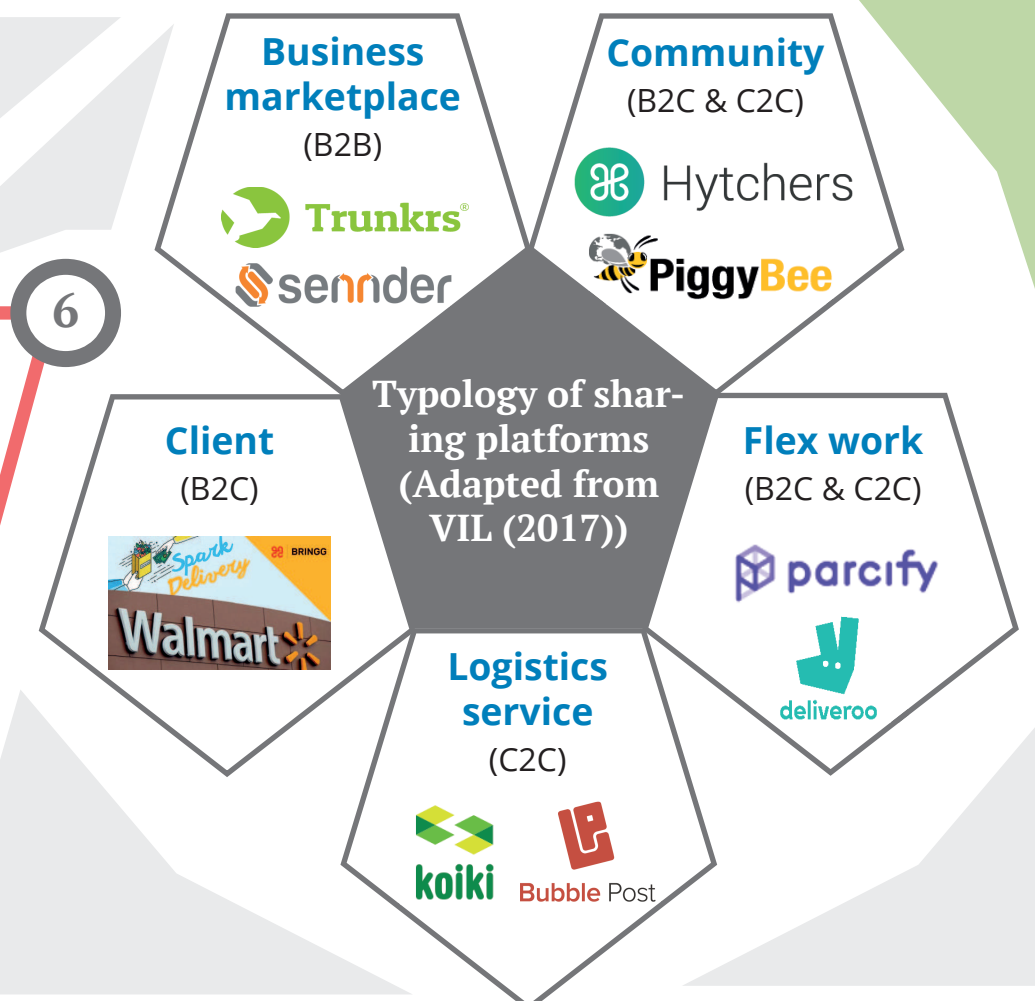 Business
marketplace
(B2B)
Trunkrs®
sennder
Community
(B2C & C2C)
Hytchers
PiggyBee
6
Typology of shar-
ing platforms
(Adapted from
VIL (2017))
Client
(B2C)
Spark
Delivery
BRINGG
Walmart
Flex work
(B2C & C2C)
parcify
deliveroo
Logistics
service
(C2C)
koiki
Bubble Post